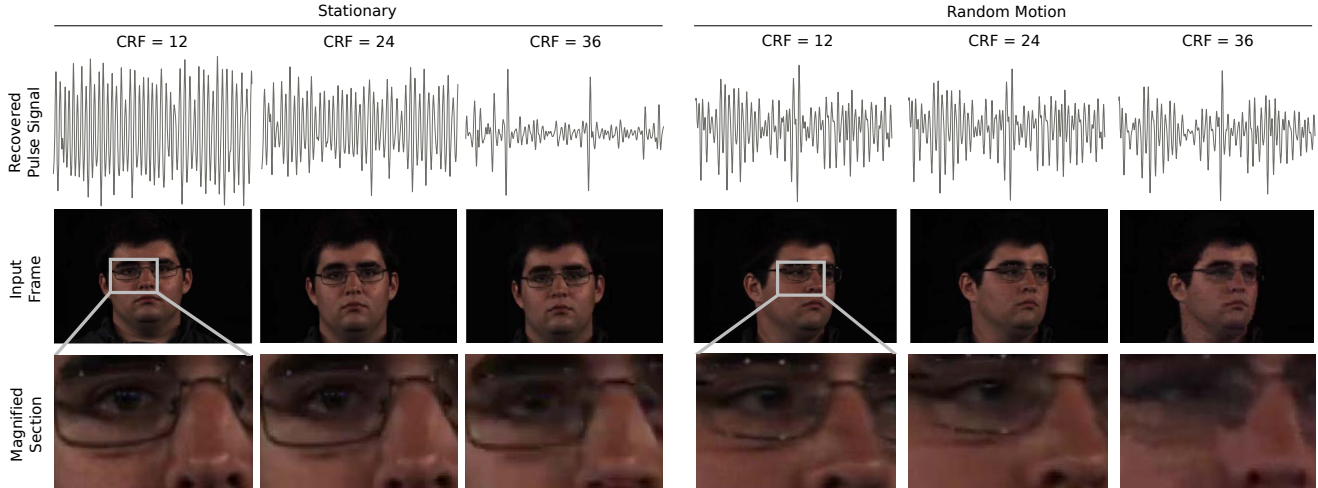 Stationary
Random Motion
CRF = 12
CRF = 24
CRF = 36
CRF = 12
CRF = 24
CRF = 36
Recovered
Pulse Signal
Input
Frame
Magnified
Section